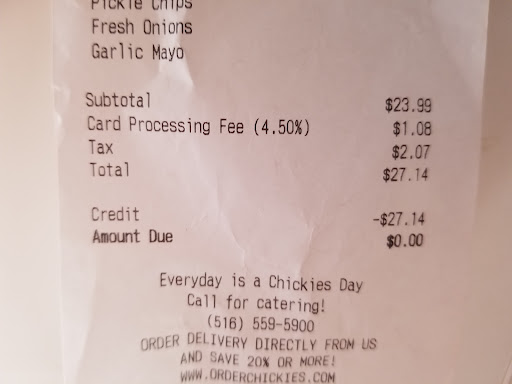 Pickle Chips
Fresh Onions
Garlic Mayo
Subtotal $23.99
Card Processing Fee (4.50%) $1.08
Tax $2.07
Total $27.14
Credit -$27.14
Amount Due $0.00
Everyday is a Chickies Day
Call for catering!
(516) 559-5900
ORDER DELIVERY DIRECTLY FROM US
AND SAVE 20% OR MORE!
WWW.ORDERCHICKIES.COM